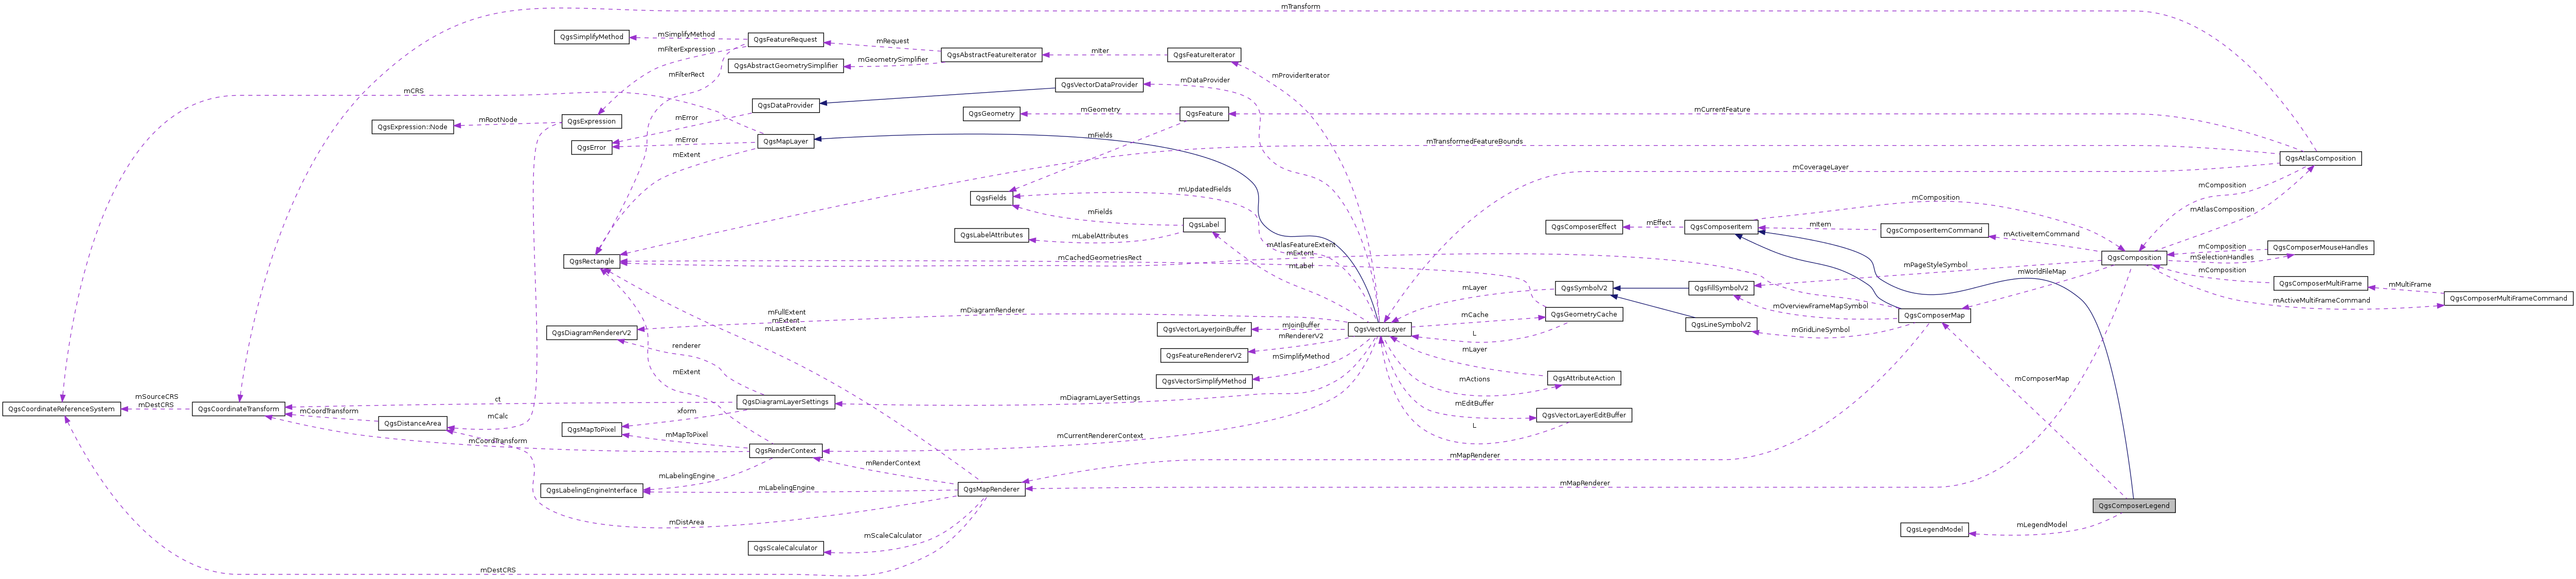 mTransform
QgsSimplifyMethod
mSimplifyMethod
QgsFeatureRequest
mRequest
QgsAbstractFeatureIterator
mIter
QgsFeatureIterator
mFilterExpression
QgsAbstractGeometrySimplifier
mGeometrySimplifier
mFilterRect
mProviderIterator
mDataProvider
QgsVectorDataProvider
mCRS
QgsDataProvider
QgsGeometry
mGeometry
QgsFeature
mCurrentFeature
QgsExpression::Node
mRootNode
QgsExpression
mError
QgsError
mError
QgsMapLayer
mFields
mTransformedFeatureBounds
mExtent
QgsAtlasComposition
mCoverageLayer
mComposition
mUpdatedFields
QgsFields
mComposition
mAtlasComposition
mFields
QgsLabel
QgsLabelAttributes
mLabelAttributes
QgsComposerEffect
mEffect
QgsComposerItem
mItem
QgsComposerItemCommand
mActiveItemCommand
mAtlasFeatureExtent
mExtent
mLabel
mComposition
QgsComposerMouseHandles
mSelectionHandles
QgsRectangle
mCachedGeometriesRect
QgsComposition
mPageStyleSymbol
mWorldFileMap
mComposition
QgsComposerMultiFrame
mMultiFrame
QgsComposerMultiFrameCommand
mActiveMultiFrameCommand
mLayer
QgsSymbolV2
QgsFillSymbolV2
mOverviewFrameMapSymbol
QgsComposerMap
mFullExtent
mExtent
mLastExtent
mDiagramRenderer
QgsDiagramRendererV2
QgsVectorLayerJoinBuffer
mJoinBuffer
mRendererV2
QgsVectorLayer
mCache
QgsGeometryCache
L
QgsLineSymbolV2
mGridLineSymbol
renderer
QgsFeatureRendererV2
mSimplifyMethod
mLayer
mExtent
QgsVectorSimplifyMethod
mActions
QgsAttributeAction
mComposerMap
QgsCoordinateReferenceSystem
mSourceCRS
mDestCRS
QgsCoordinateTransform
ct
QgsDiagramLayerSettings
mDiagramLayerSettings
mEditBuffer
QgsVectorLayerEditBuffer
L
mCoordTransform
QgsDistanceArea
mCalc
xform
QgsMapToPixel
mMapToPixel
mCoordTransform
QgsRenderContext
mCurrentRendererContext
mMapRenderer
mRenderContext
mLabelingEngine
QgsLabelingEngineInterface
mLabelingEngine
QgsMapRenderer
mMapRenderer
QgsComposerLegend
mDistArea
mScaleCalculator
QgsScaleCalculator
mLegendModel
QgsLegendModel
mDestCRS